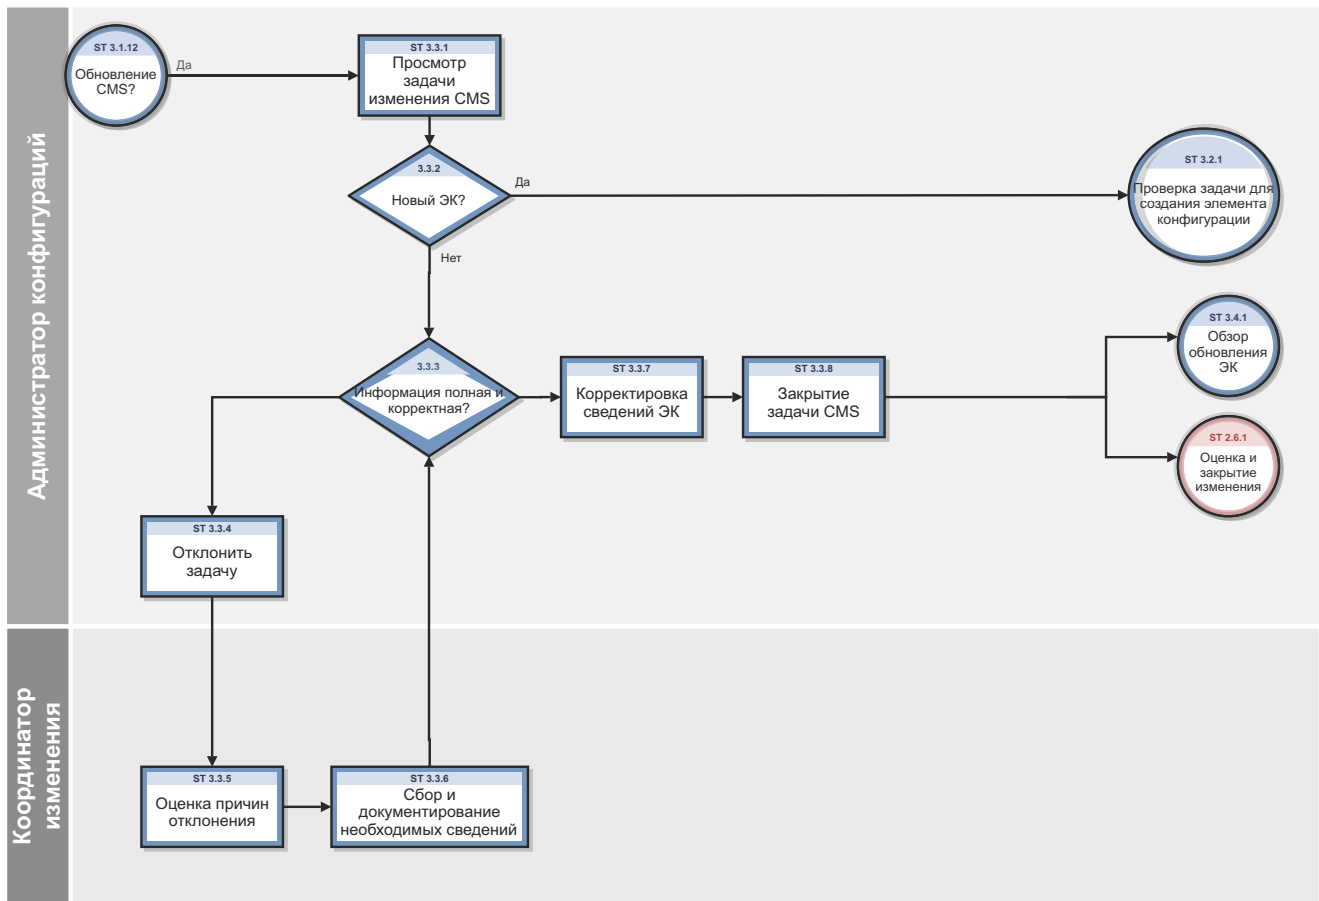 Администратор конфигураций
ST 3.1.12
Обновление
CMS?
Да
ST 3.3.1
Просмотр
задачи
изменения CMS
3.3.2
Новый ЭК?
Да
Нет
ST 3.2.1
Проверка задачи для
создания элемента
конфигурации
3.3.3
Информация полная и
корректная?
ST 3.3.7
Корректировка
сведений ЭК
ST 3.3.8
Закрытие
задачи CMS
ST 3.4.1
Обзор
обновления
ЭК
ST 2.6.1
Оценка и
закрытие
изменения
ST 3.3.4
Отклонить
задачу
Координатор
изменения
ST 3.3.5
Оценка причин
отклонения
ST 3.3.6
Сбор и
документирование
необходимых сведений